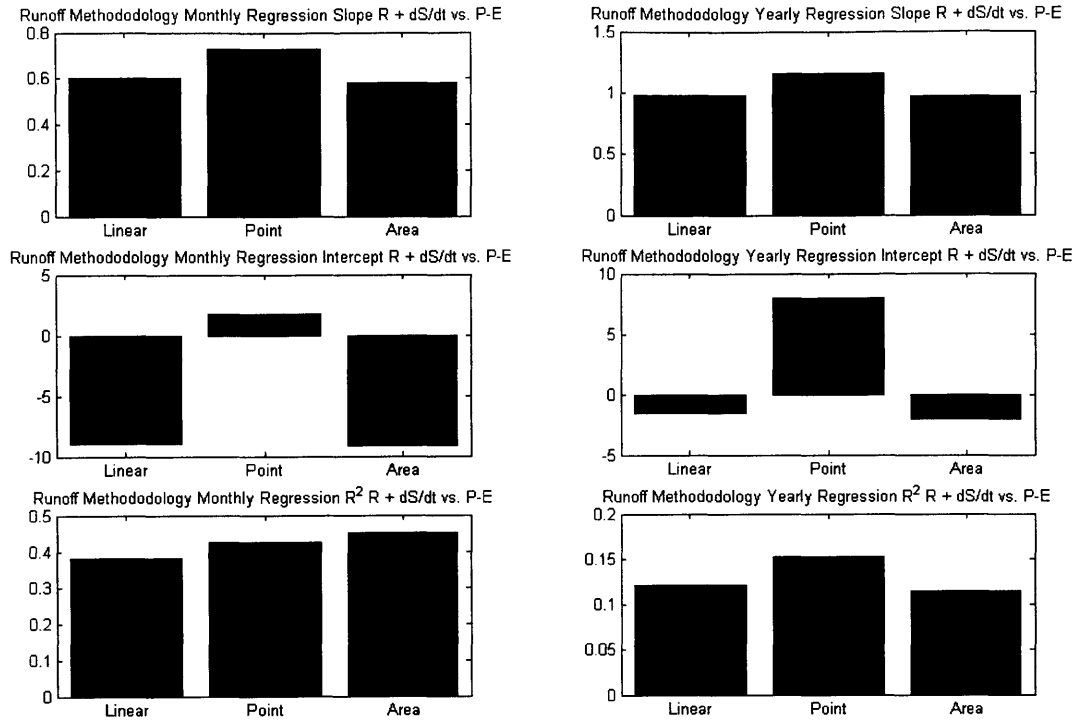 Runoff Methododology Monthly Regression Slope R + dS/dt vs. P-E
0.8
0.6
0.4
0.2
0
Linear Point Area
Runoff Methododology Yearly Regression Slope R + dS/dt vs. P-E
1.5
1
0.5
0
Linear Point Area
Runoff Methododology Monthly Regression Intercept R + dS/dt vs. P-E
5
0
-5
-10
Linear Point Area
Runoff Methododology Yearly Regression Intercept R + dS/dt vs. P-E
10
5
0
-5
Linear Point Area
Runoff Methododology Monthly Regression R² R + dS/dt vs. P-E
0.5
0.4
0.3
0.2
0.1
0
Linear Point Area
Runoff Methododology Yearly Regression R² R + dS/dt vs. P-E
0.2
0.15
0.1
0.05
0
Linear Point Area